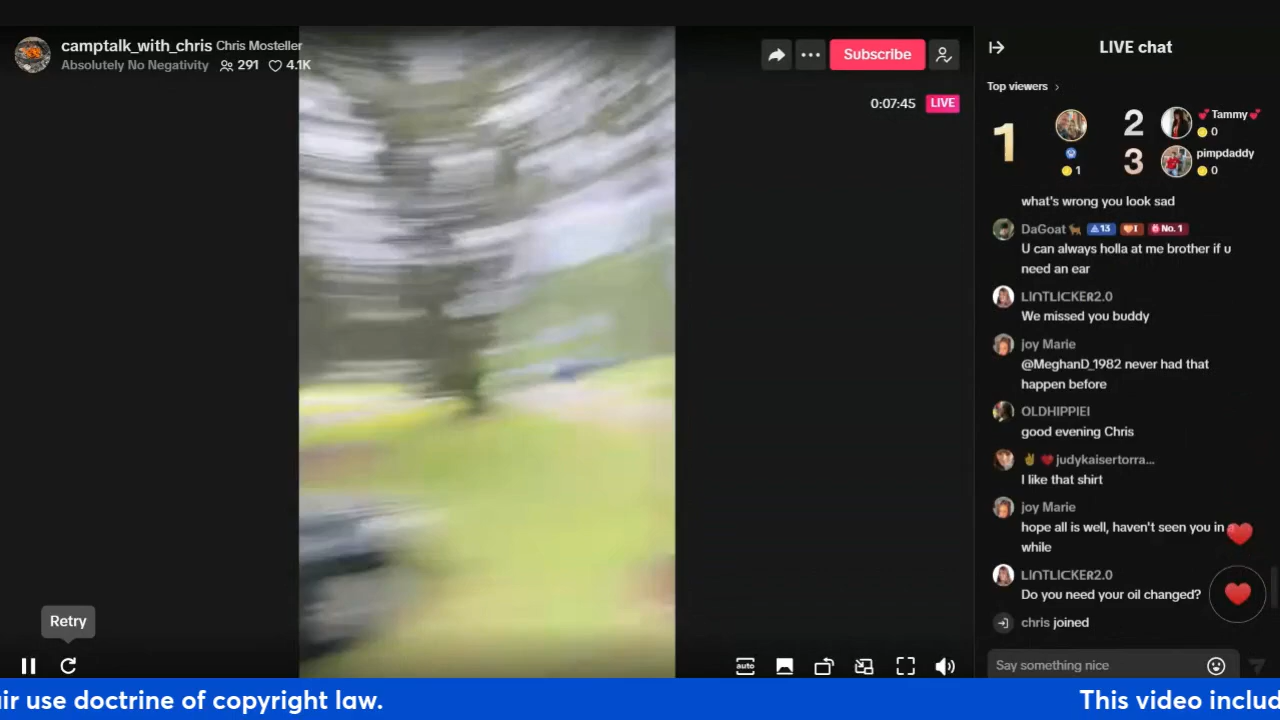 camptalk_with_chris Chris Mosteller
Absolutely No Negativity 291 4.1K
Subscribe
0:07:45 LIVE
Retry
auto
LIVE chat
Top viewers
1
1
2
💕Tammy💕
0
3
pimpdaddy
0
what's wrong you look sad
DaGoat 🐐 13 I No. 1
U can always holla at me brother if u
need an ear
LINTLICKER2.0
We missed you buddy
joy Marie
@MeghanD_1982 never had that
happen before
OLDHIPPIEI
good evening Chris
✌️❤️judykaisertorra...
I like that shirt
joy Marie
hope all is well, haven't seen you in
while
LINTLICKER2.0
Do you need your oil changed?
chris joined
Say something nice
ir use doctrine of copyright law.
This video includ